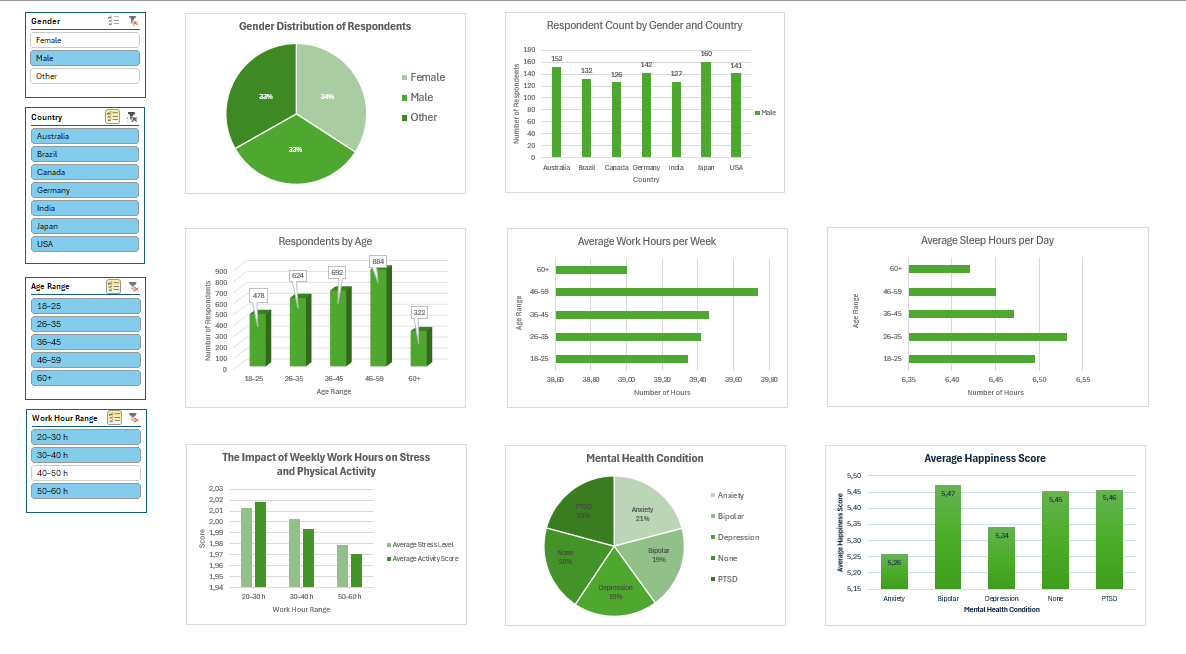 Gender
Female
Male
Other
Country
Australia
Brazil
Canada
Germany
India
Japan
USA
Age Range
18–25
26–35
36–45
46–59
60+
Work Hour Range
20–30 h
30–40 h
40–50 h
50–60 h
Gender Distribution of Respondents
33%
34%
33%
Female
Male
Other
Respondent Count by Gender and Country
Number of Respondents
180
160
140
120
100
80
60
40
20
0
152
132
126
142
127
160
141
Australia Brazil Canada Germany India Japan USA
Country
Male
Respondents by Age
Number of Respondents
900
800
700
600
500
400
300
200
100
0
478
624
692
884
322
18–25 26–35 36–45 46–59 60+
Age Range
Average Work Hours per Week
Age Range
60+
46–59
36–45
26–35
18–25
38,60 38,80 39,00 39,20 39,40 39,60 39,80
Number of Hours
Average Sleep Hours per Day
Age Range
60+
46–59
36–45
26–35
18–25
6,35 6,40 6,45 6,50 6,55
Number of Hours
The Impact of Weekly Work Hours on Stress
and Physical Activity
Score
2,03
2,02
2,01
2,00
1,99
1,98
1,97
1,96
1,95
1,94
20–30 h 30–40 h 50–60 h
Work Hour Range
Average Stress Level
Average Activity Score
Mental Health Condition
PTSD
21%
Anxiety
21%
None
20%
Bipolar
19%
Depression
19%
Anxiety
Bipolar
Depression
None
PTSD
Average Happiness Score
Average Happiness Score
5,50
5,45
5,40
5,35
5,30
5,25
5,20
5,15
5,26
5,47
5,34
5,45
5,46
Anxiety Bipolar Depression None PTSD
Mental Health Condition